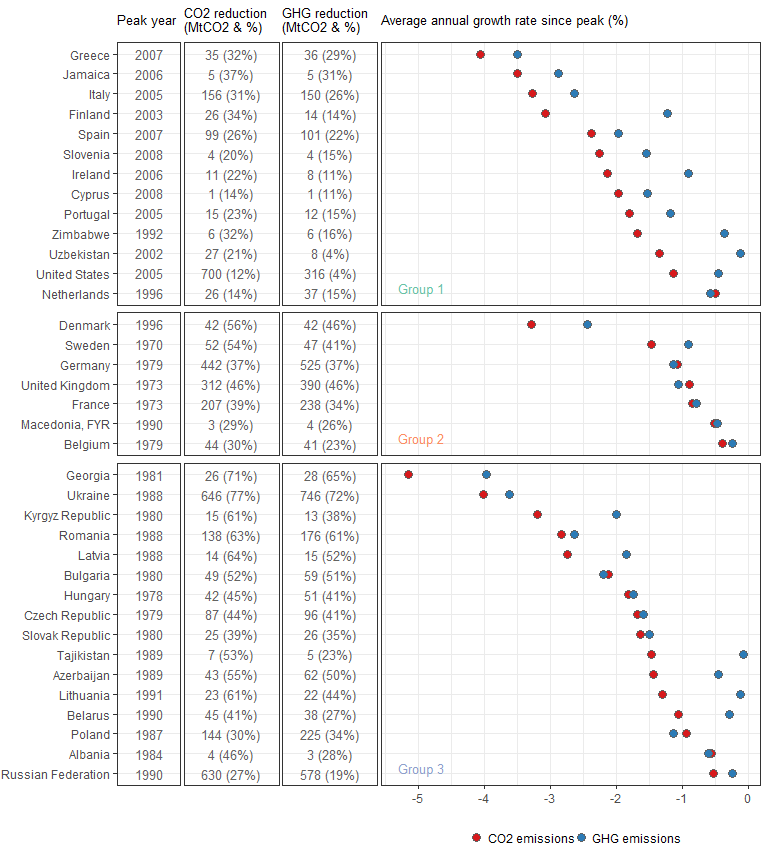 Peak year CO2 reduction (MtCO2 & %) GHG reduction (MtCO2 & %) Average annual growth rate since peak (%)
Greece 2007 35 (32%) 36 (29%)
Jamaica 2006 5 (37%) 5 (31%)
Italy 2005 156 (31%) 150 (26%)
Finland 2003 26 (34%) 14 (14%)
Spain 2007 99 (26%) 101 (22%)
Slovenia 2008 4 (20%) 4 (15%)
Ireland 2006 11 (22%) 8 (11%)
Cyprus 2008 1 (14%) 1 (11%)
Portugal 2005 15 (23%) 12 (15%)
Zimbabwe 1992 6 (32%) 6 (16%)
Uzbekistan 2002 27 (21%) 8 (4%)
United States 2005 700 (12%) 316 (4%)
Netherlands 1996 26 (14%) 37 (15%) Group 1
Denmark 1996 42 (56%) 42 (46%)
Sweden 1970 52 (54%) 47 (41%)
Germany 1979 442 (37%) 525 (37%)
United Kingdom 1973 312 (46%) 390 (46%)
France 1973 207 (39%) 238 (34%)
Macedonia, FYR 1990 3 (29%) 4 (26%)
Belgium 1979 44 (30%) 41 (23%) Group 2
Georgia 1981 26 (71%) 28 (65%)
Ukraine 1988 646 (77%) 746 (72%)
Kyrgyz Republic 1980 15 (61%) 13 (38%)
Romania 1988 138 (63%) 176 (61%)
Latvia 1988 14 (64%) 15 (52%)
Bulgaria 1980 49 (52%) 59 (51%)
Hungary 1978 42 (45%) 51 (41%)
Czech Republic 1979 87 (44%) 96 (41%)
Slovak Republic 1980 25 (39%) 26 (35%)
Tajikistan 1989 7 (53%) 5 (23%)
Azerbaijan 1989 43 (55%) 62 (50%)
Lithuania 1991 23 (61%) 22 (44%)
Belarus 1990 45 (41%) 38 (27%)
Poland 1987 144 (30%) 225 (34%)
Albania 1984 4 (46%) 3 (28%)
Russian Federation 1990 630 (27%) 578 (19%) Group 3
-5 -4 -3 -2 -1 0
CO2 emissions GHG emissions